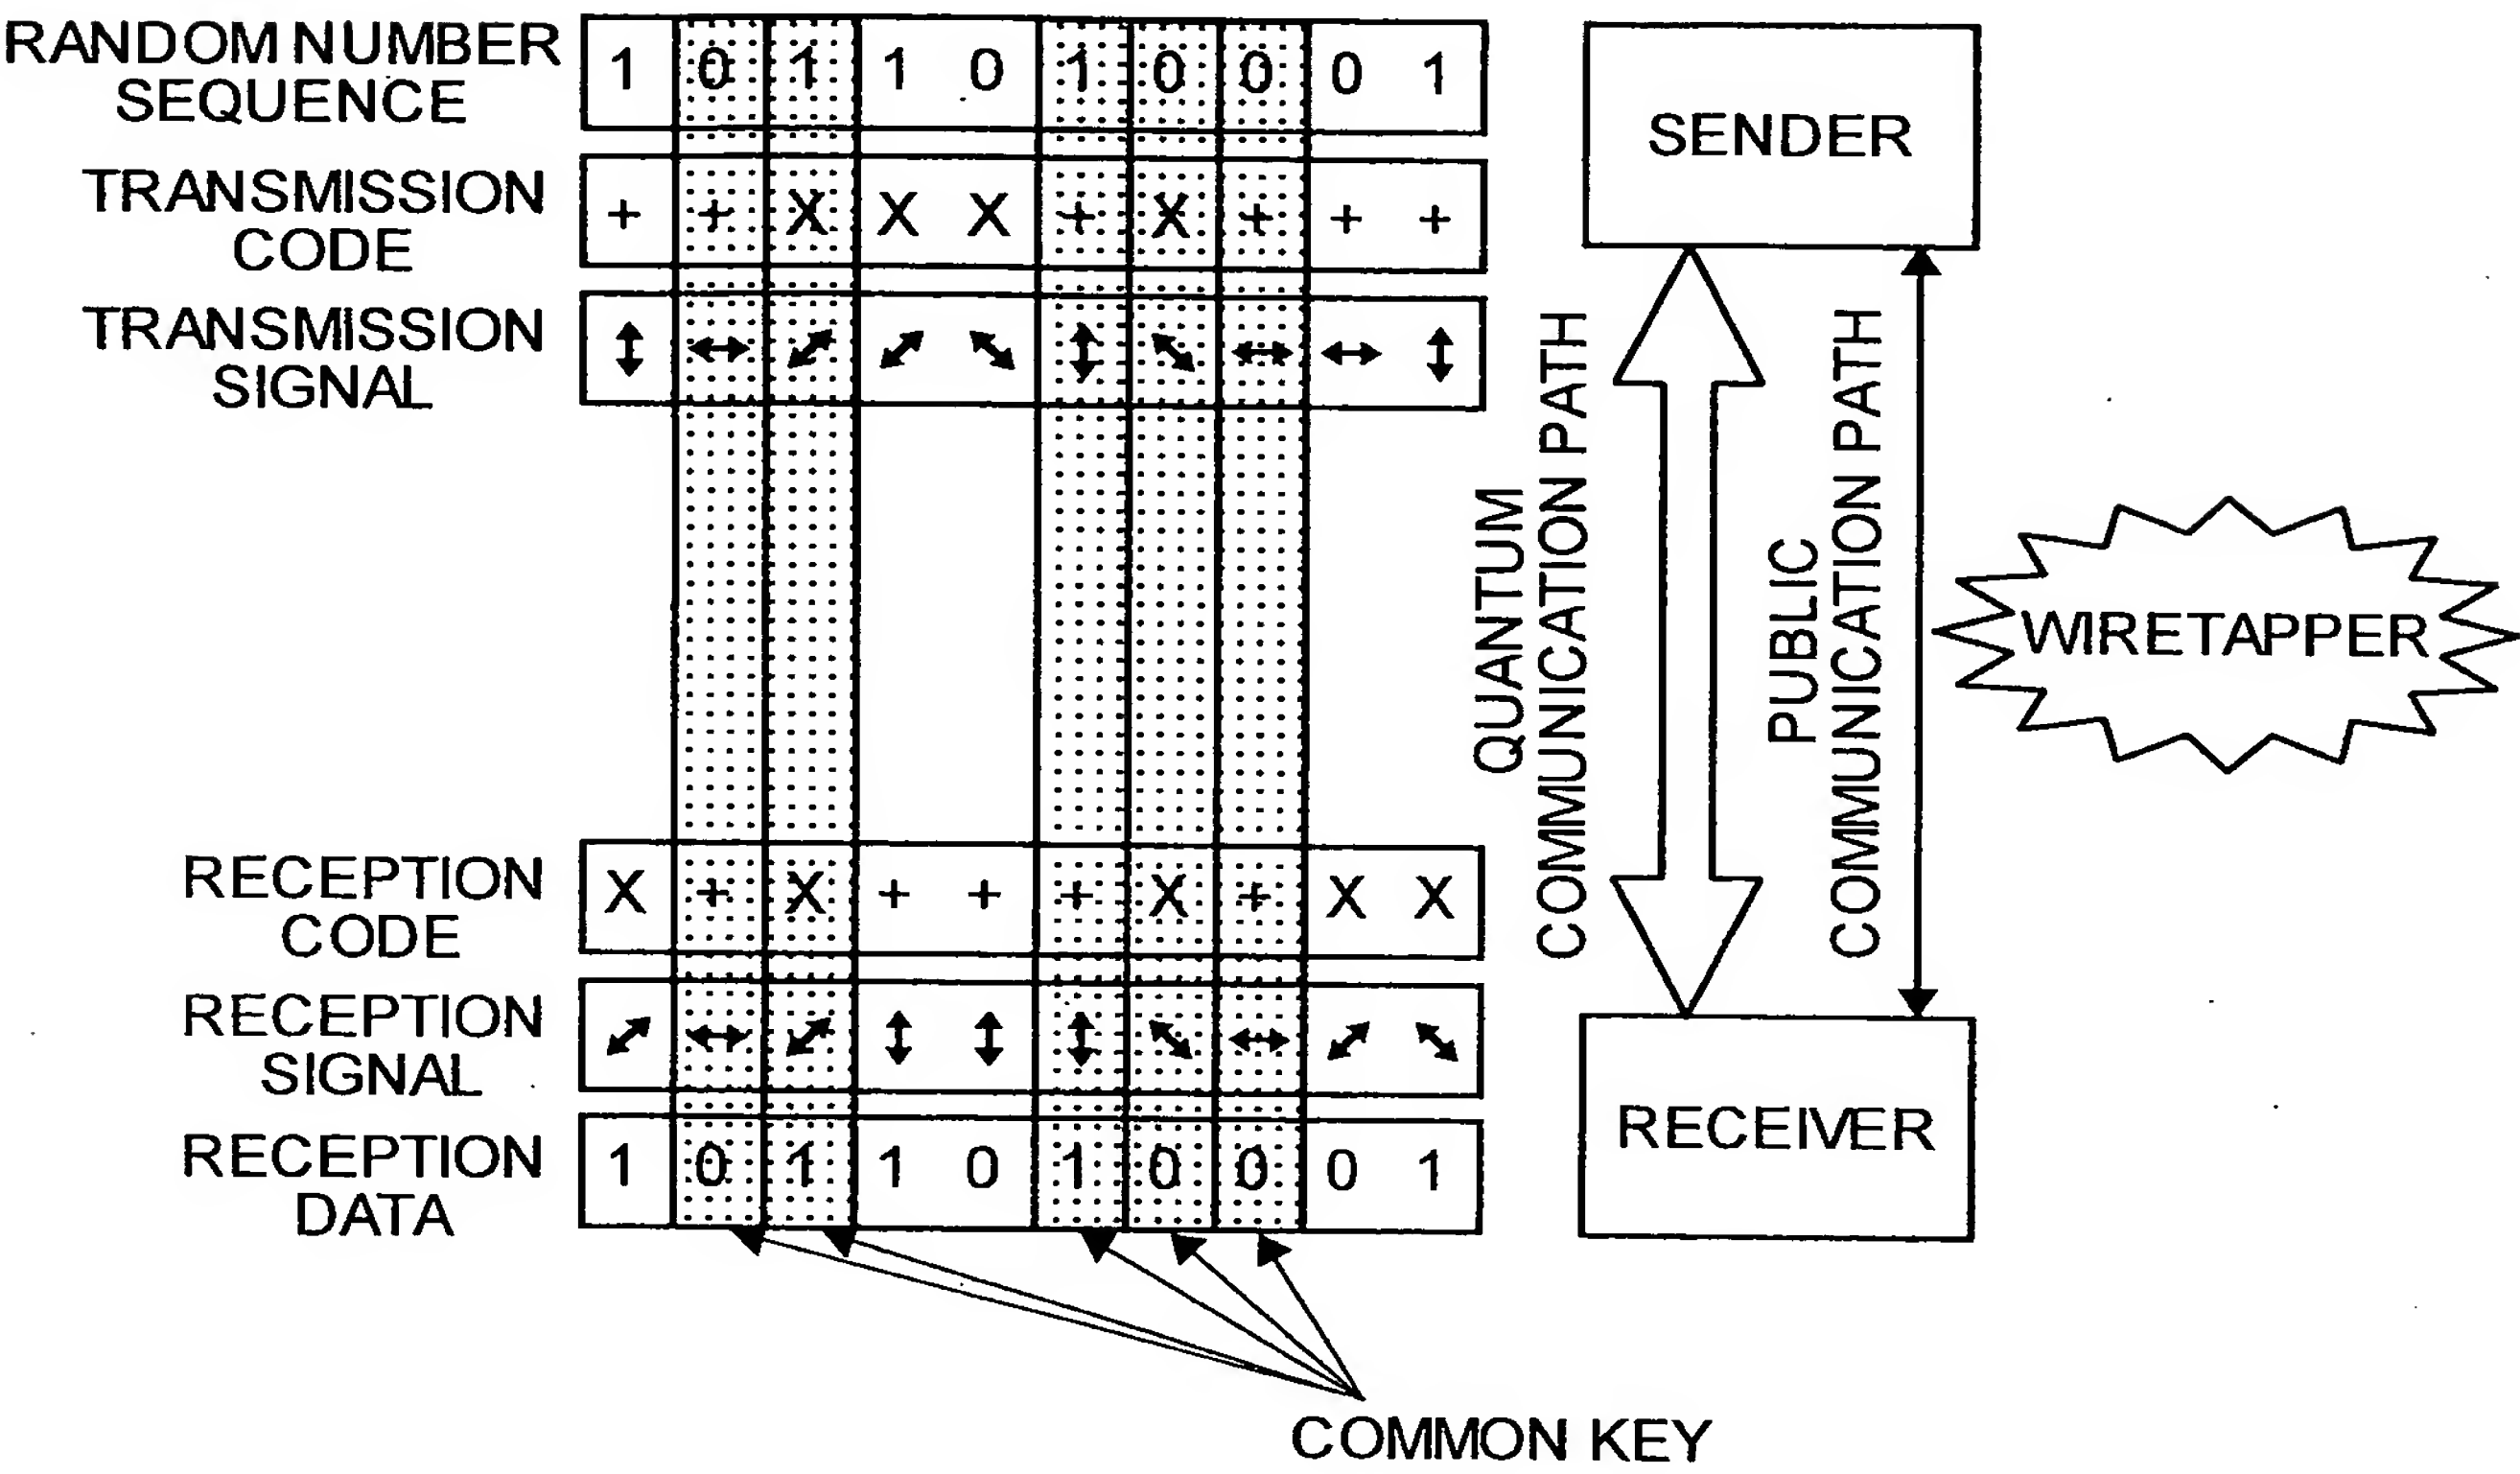 RANDOM NUMBER
SEQUENCE
1 0 1 1 0 1 0 0 0 1
TRANSMISSION
CODE
+ + X X X + X + + +
TRANSMISSION
SIGNAL
↕ ↔ ⤢ ⤢ ⤡ ↕ ⤡ ↔ ↔ ↕
RECEPTION
CODE
X + X + + + X + X X
RECEPTION
SIGNAL
⤢ ↔ ⤢ ↕ ↕ ↕ ⤡ ↔ ⤢ ⤡
RECEPTION
DATA
1 0 1 1 0 1 0 0 0 1
COMMON KEY
SENDER
QUANTUM
COMMUNICATION PATH
PUBLIC
COMMUNICATION PATH
WIRETAPPER
RECEIVER